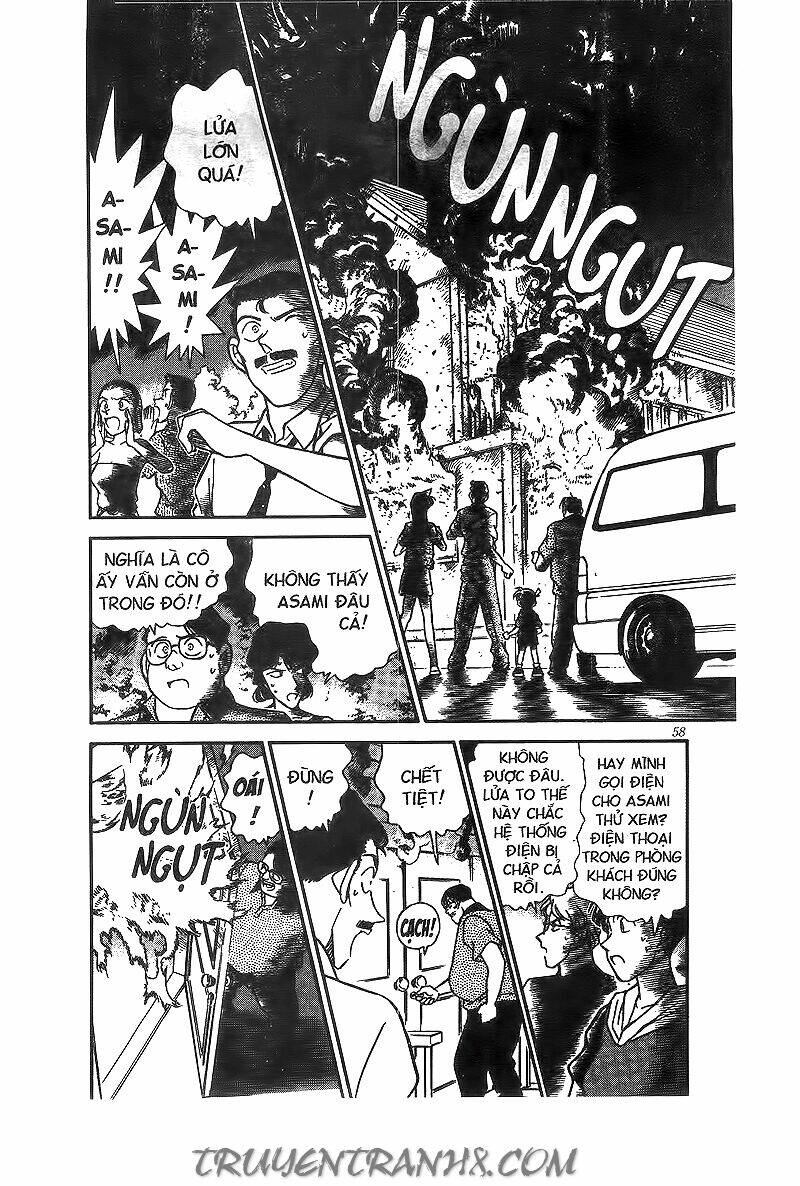 NGÙN NGỤT
LỬA
LỚN
QUÁ!
A-
SA-
MI
!
A-
SA-
MI
!!
KHÔNG THẤY
ASAMI ĐÂU
CẢ!
NGHĨA LÀ CÔ
ẤY VẪN CÒN Ở
TRONG ĐÓ!!
58
HAY MÌNH
GỌI ĐIỆN
CHO ASAMI
THỬ XEM?
ĐIỆN THOẠI
TRONG PHÒNG
KHÁCH ĐÚNG
KHÔNG?
KHÔNG
ĐƯỢC ĐÂU.
LỬA TO THẾ
NÀY CHẮC
HỆ THỐNG
ĐIỆN BỊ
CHẬP CẢ
RỒI.
CHẾT
TIỆT!
CẠCH!
ĐỪNG
!
OÁI
!
NGÙN
NGỤT
TRUYENTRANH8.COM